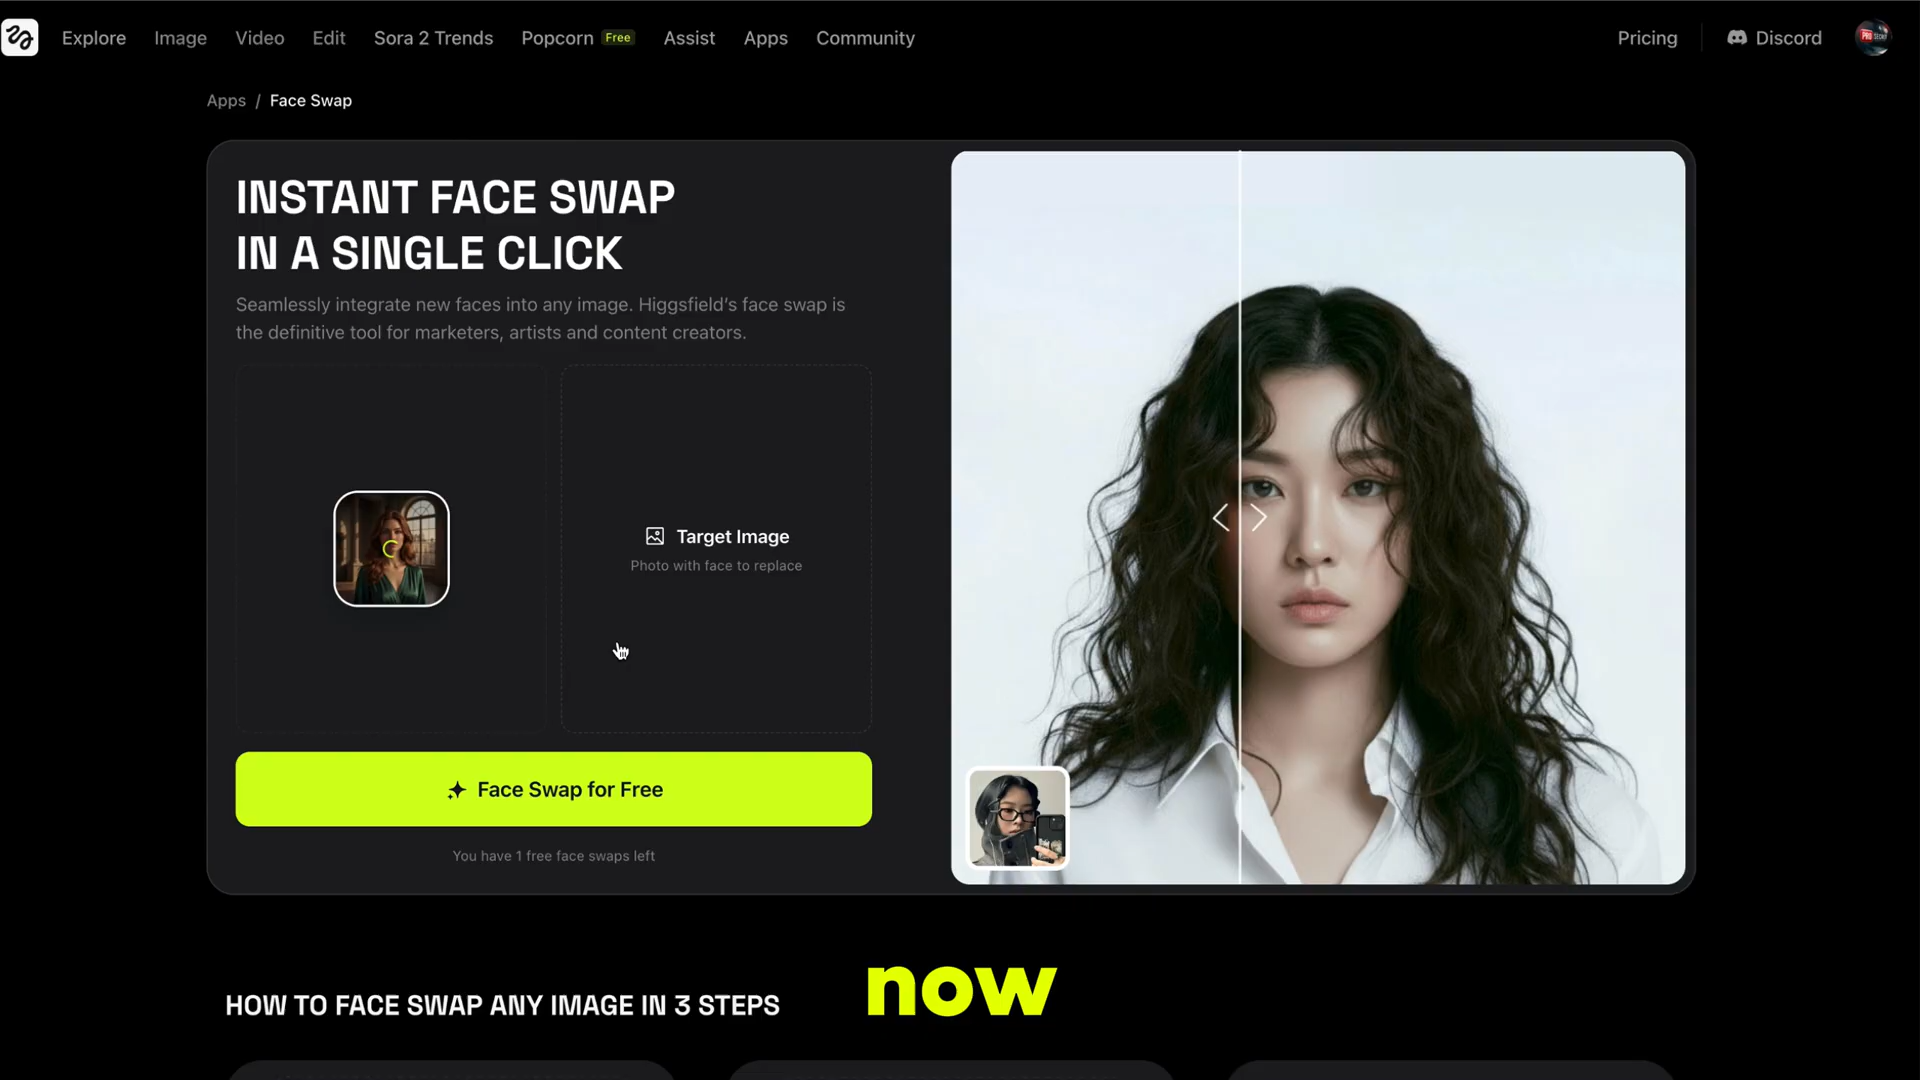 Explore Image Video Edit Sora 2 Trends Popcorn Free Assist Apps Community Pricing Discord
Apps / Face Swap
INSTANT FACE SWAP
IN A SINGLE CLICK
Seamlessly integrate new faces into any image. Higgsfield's face swap is
the definitive tool for marketers, artists and content creators.
Target Image
Photo with face to replace
Face Swap for Free
You have 1 free face swaps left
now
HOW TO FACE SWAP ANY IMAGE IN 3 STEPS